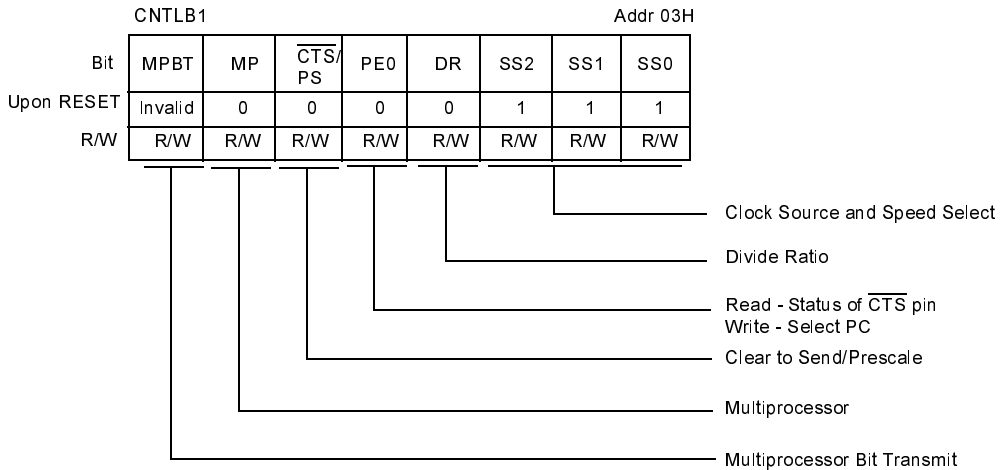 CNTLB1 Addr 03H
Bit MPBT MP CTS/PS PE0 DR SS2 SS1 SS0
Upon RESET Invalid 0 0 0 0 1 1 1
R/W R/W R/W R/W R/W R/W R/W R/W R/W
Clock Source and Speed Select
Divide Ratio
Read - Status of CTS pin
Write - Select PC
Clear to Send/Prescale
Multiprocessor
Multiprocessor Bit Transmit